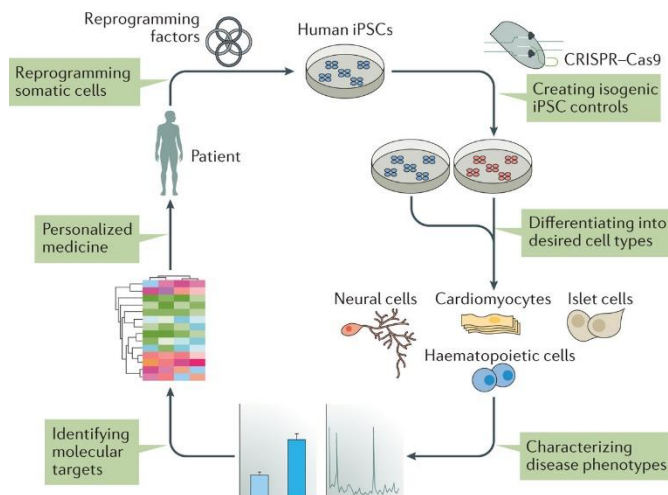 Reprogramming
factors
Human iPSCs
CRISPR–Cas9
Reprogramming
somatic cells
Creating isogenic
iPSC controls
Patient
Personalized
medicine
Differentiating into
desired cell types
Neural cells
Cardiomyocytes
Islet cells
Haematopoietic cells
Identifying
molecular
targets
Characterizing
disease phenotypes